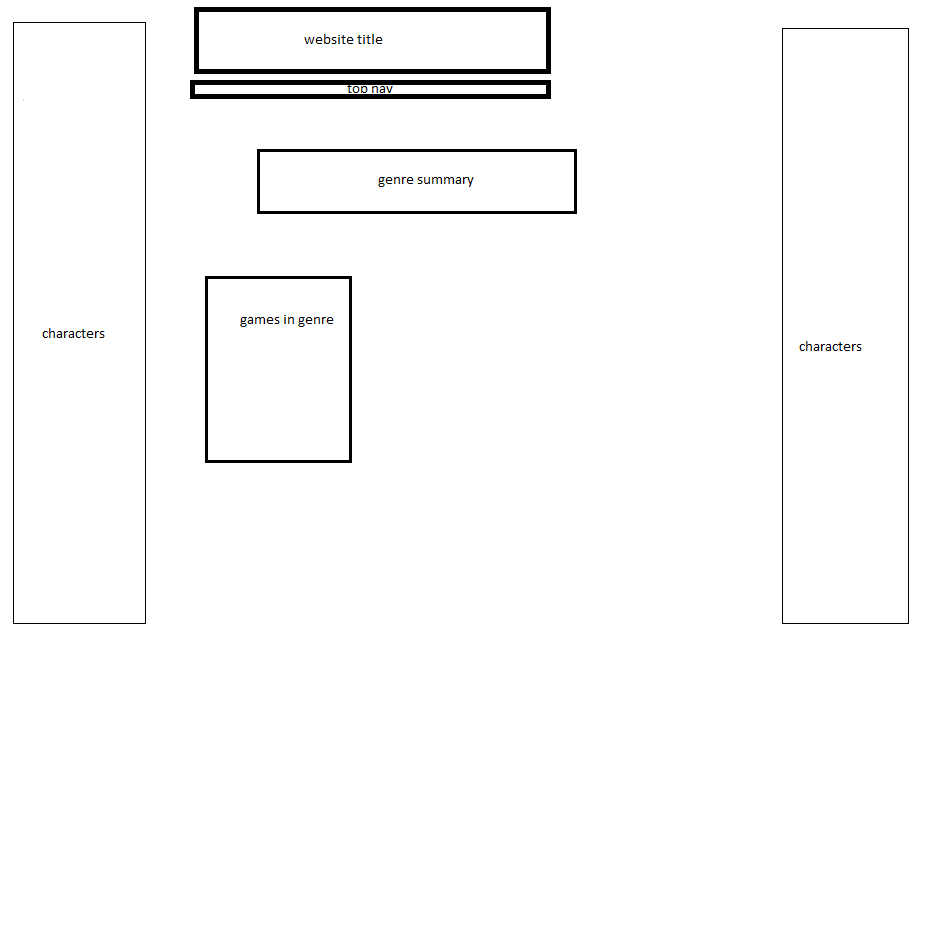 website title
top nav
genre summary
games in genre
characters
characters